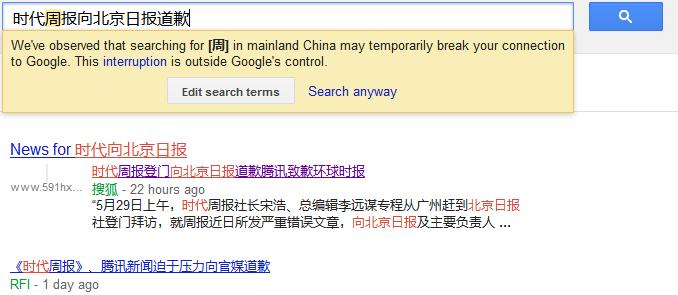 时代周报向北京日报道歉
We've observed that searching for [周] in mainland China may temporarily break your connection
to Google. This interruption is outside Google's control.
Edit search terms Search anyway
News for 时代向北京日报
时代周报登门向北京日报道歉腾讯致歉环球时报
www.591hx...
搜狐 - 22 hours ago
“5月29日上午，时代周报社长宋浩、总编辑李远谋专程从广州赶到北京日报
社登门拜访，就周报近日所发严重错误文章，向北京日报及主要负责人 ...
《时代周报》、腾讯新闻迫于压力向官媒道歉
RFI - 1 day ago